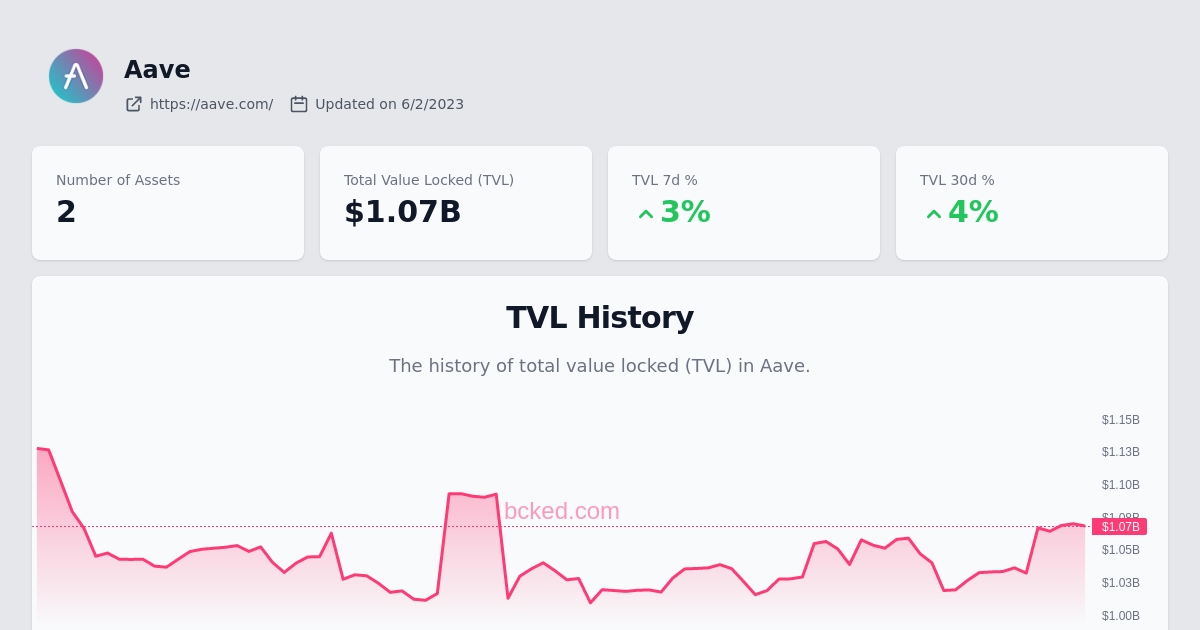 Aave
https://aave.com/ Updated on 6/2/2023
Number of Assets
2
Total Value Locked (TVL)
$1.07B
TVL 7d %
3%
TVL 30d %
4%
TVL History
The history of total value locked (TVL) in Aave.
$1.15B
$1.13B
$1.10B
bcked.com
$1.08B
$1.07B
$1.05B
$1.03B
$1.00B